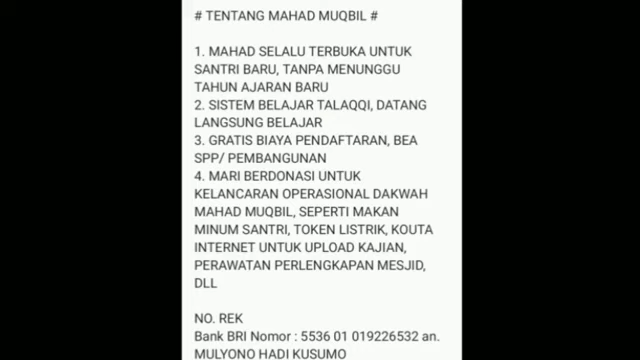 # TENTANG MAHAD MUQBIL #
1. MAHAD SELALU TERBUKA UNTUK
SANTRI BARU, TANPA MENUNGGU
TAHUN AJARAN BARU
2. SISTEM BELAJAR TALAQQI, DATANG
LANGSUNG BELAJAR
3. GRATIS BIAYA PENDAFTARAN, BEA
SPP/ PEMBANGUNAN
4. MARI BERDONASI UNTUK
KELANCARAN OPERASIONAL DAKWAH
MAHAD MUQBIL, SEPERTI MAKAN
MINUM SANTRI, TOKEN LISTRIK, KOUTA
INTERNET UNTUK UPLOAD KAJIAN,
PERAWATAN PERLENGKAPAN MESJID,
DLL
NO. REK
Bank BRI Nomor : 5536 01 019226532 an.
MULYONO HADI KUSUMO